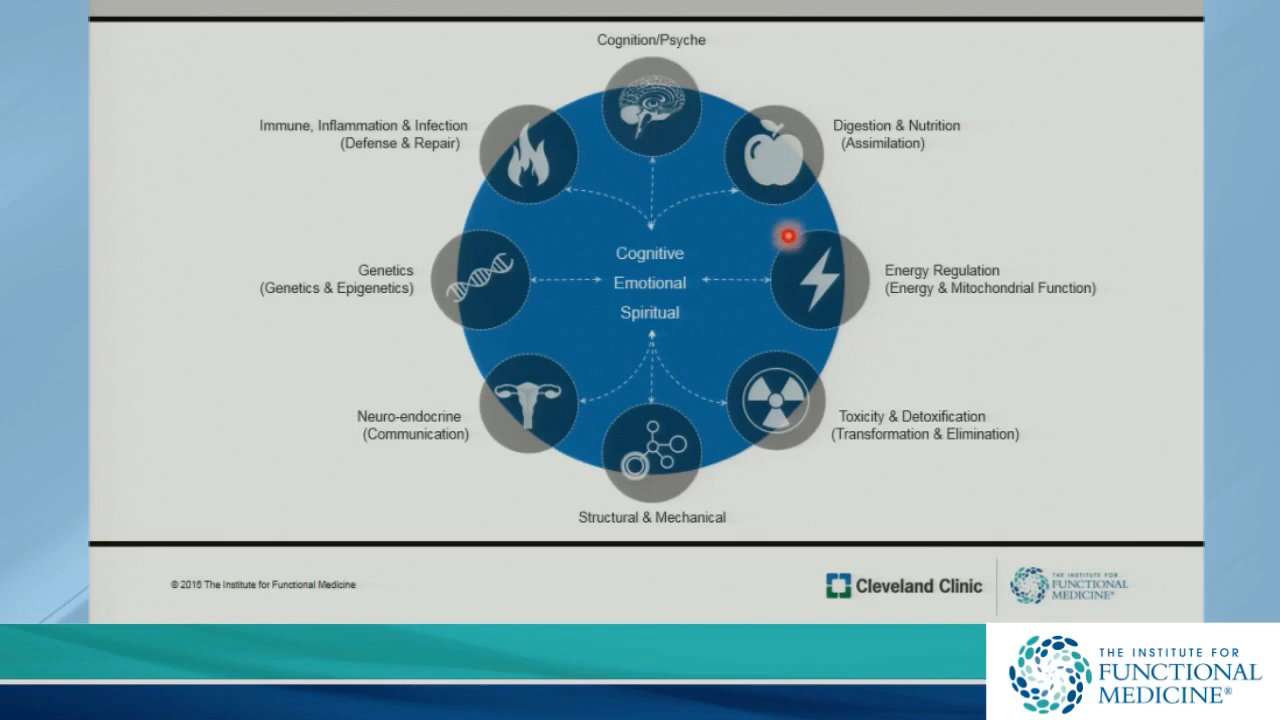 Cognition/Psyche
Immune, Inflammation & Infection
(Defense & Repair)
Digestion & Nutrition
(Assimilation)
Cognitive
Emotional
Spiritual
Genetics
(Genetics & Epigenetics)
Energy Regulation
(Energy & Mitochondrial Function)
Neuro-endocrine
(Communication)
Toxicity & Detoxification
(Transformation & Elimination)
Structural & Mechanical
© 2016 The Institute for Functional Medicine
Cleveland Clinic
THE INSTITUTE FOR
FUNCTIONAL
MEDICINE®
THE INSTITUTE FOR
FUNCTIONAL
MEDICINE®